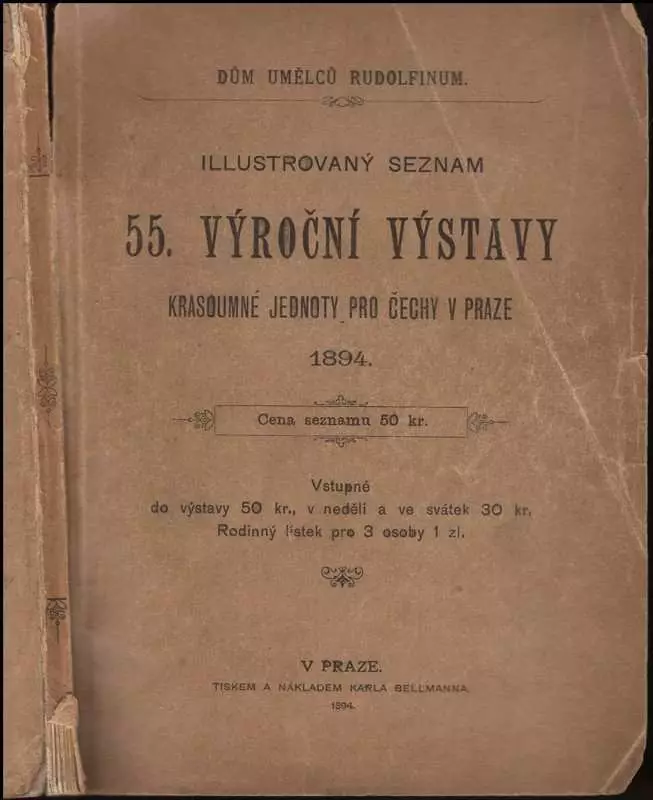 DŮM UMĚLCŮ RUDOLFINUM.
ILLUSTROVANÝ SEZNAM
55. VÝROČNÍ VÝSTAVY
KRASOUMNÉ JEDNOTY PRO ČECHY V PRAZE
1894.
Cena seznamu 50 kr.
Vstupné
do výstavy 50 kr., v neděli a ve svátek 30 kr.
Rodinný lístek pro 3 osoby 1 zl.
V PRAZE.
TISKEM A NÁKLADEM KARLA BELLMANNA.
1894.